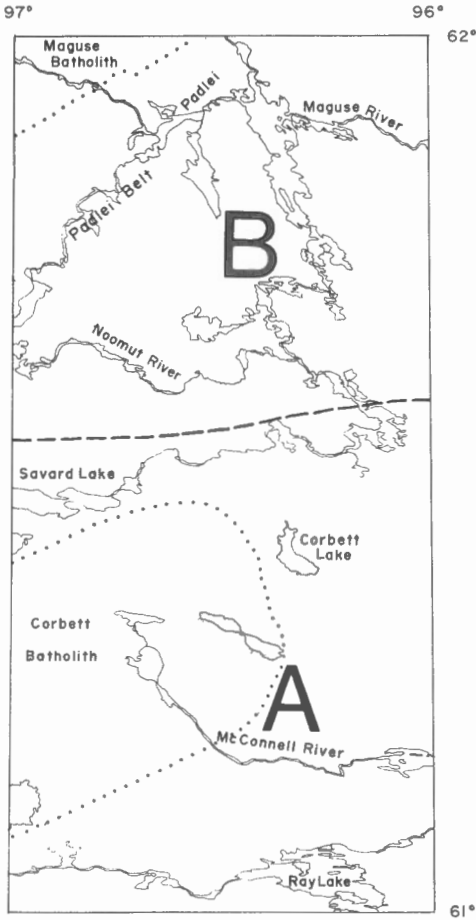 97°
96°
62°
Maguse
Batholith
Padlei
Maguse River
Padlei Belt
B
Noomut River
Savard Lake
Corbett
Lake
Corbett
Batholith
A
McConnell River
Ray Lake
61°